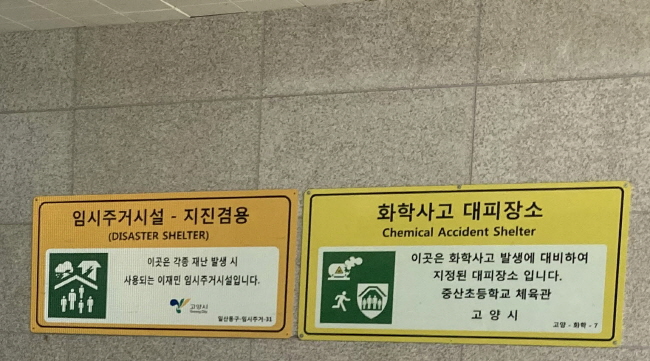 임시주거시설 - 지진겸용
(DISASTER SHELTER)
이곳은 각종 재난 발생 시
사용되는 이재민 임시주거시설입니다.
고양시
Goyang City
일산동구-임시주거-31
화학사고 대피장소
Chemical Accident Shelter
이곳은 화학사고 발생에 대비하여
지정된 대피장소 입니다.
중산초등학교 체육관
고 양 시
고양 - 화학 - 7